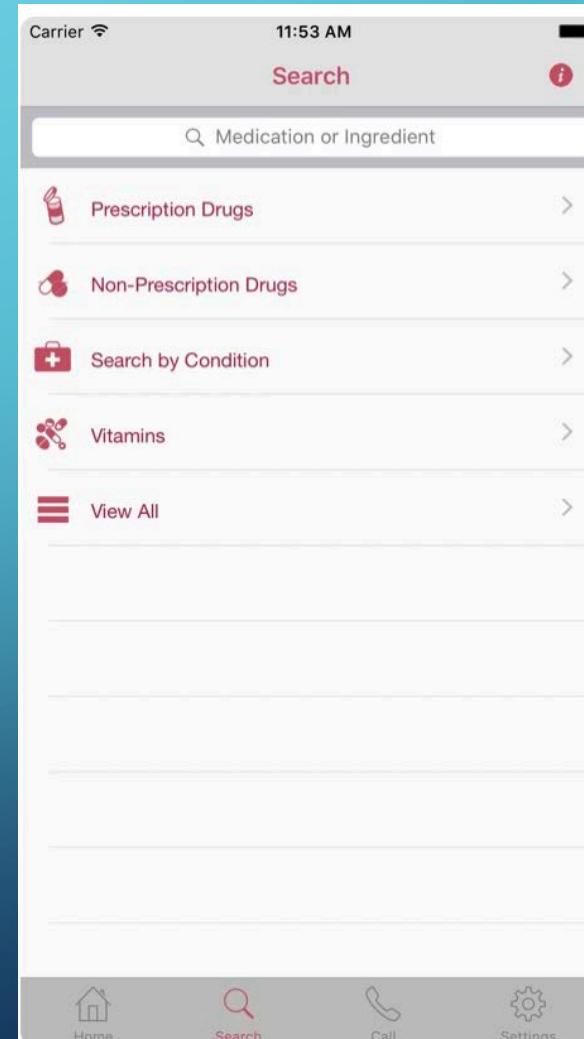 Carrier
11:53 AM
Search
Medication or Ingredient
Prescription Drugs
Non-Prescription Drugs
Search by Condition
Vitamins
View All
Home
Search
Call
Settings